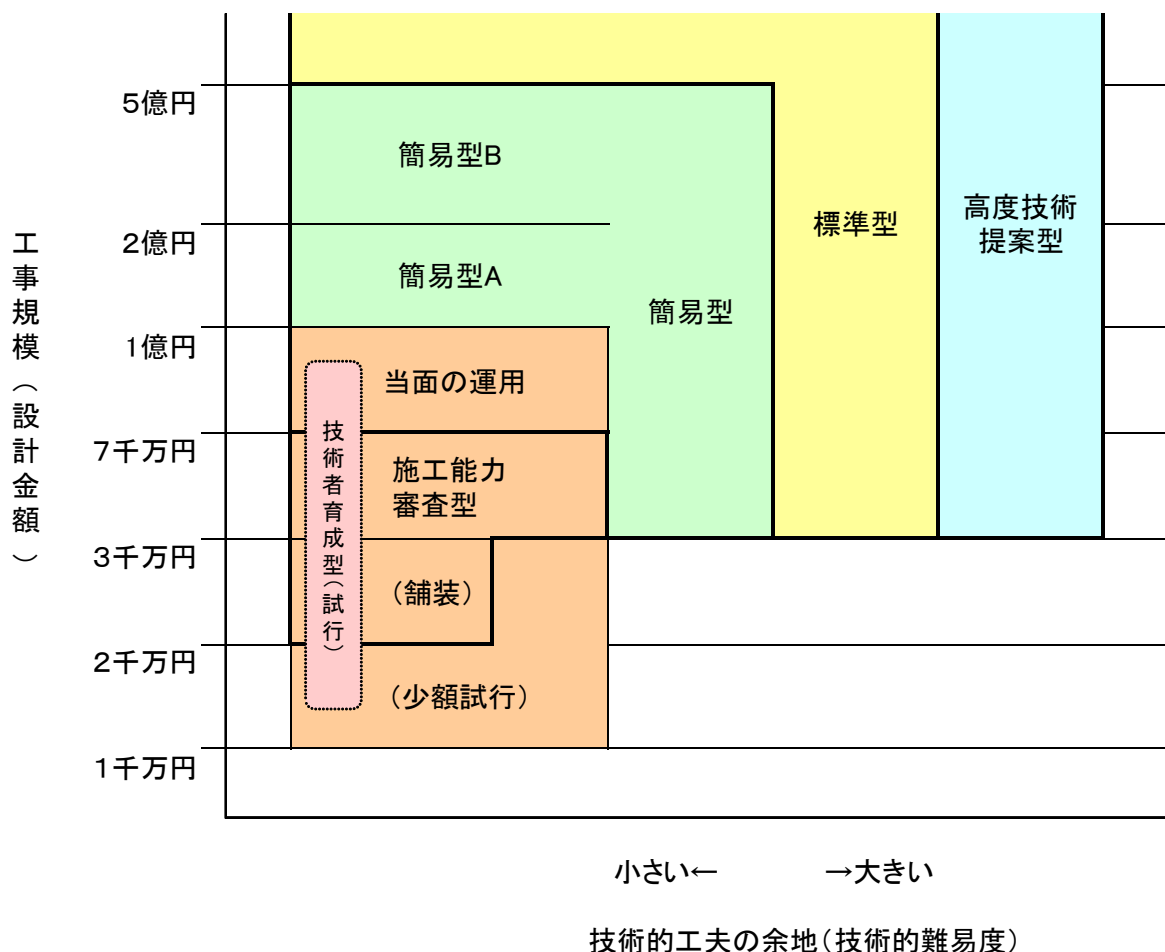 5億円
簡易型B
2億円
簡易型A
1億円
当面の運用
7千万円
施工能力
審査型
3千万円
（舗装）
2千万円
（少額試行）
1千万円
技術者育成型（試行）
簡易型
標準型
高度技術
提案型
工事規模（設計金額）
小さい←　→大きい
技術的工夫の余地（技術的難易度）